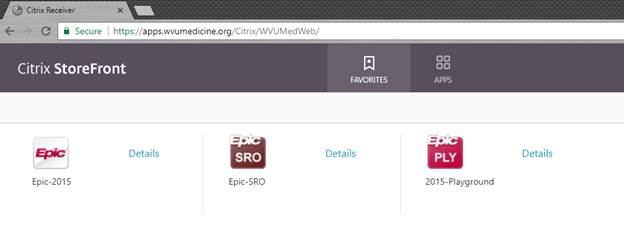 Citrix Receiver
Secure https://apps.wvumedicine.org/Citrix/WVUMedWeb/
Citrix StoreFront
FAVORITES
APPS
Epic
Details
Epic SRO
Details
Epic PLY
Details
Epic-2015
Epic-SRO
2015-Playground